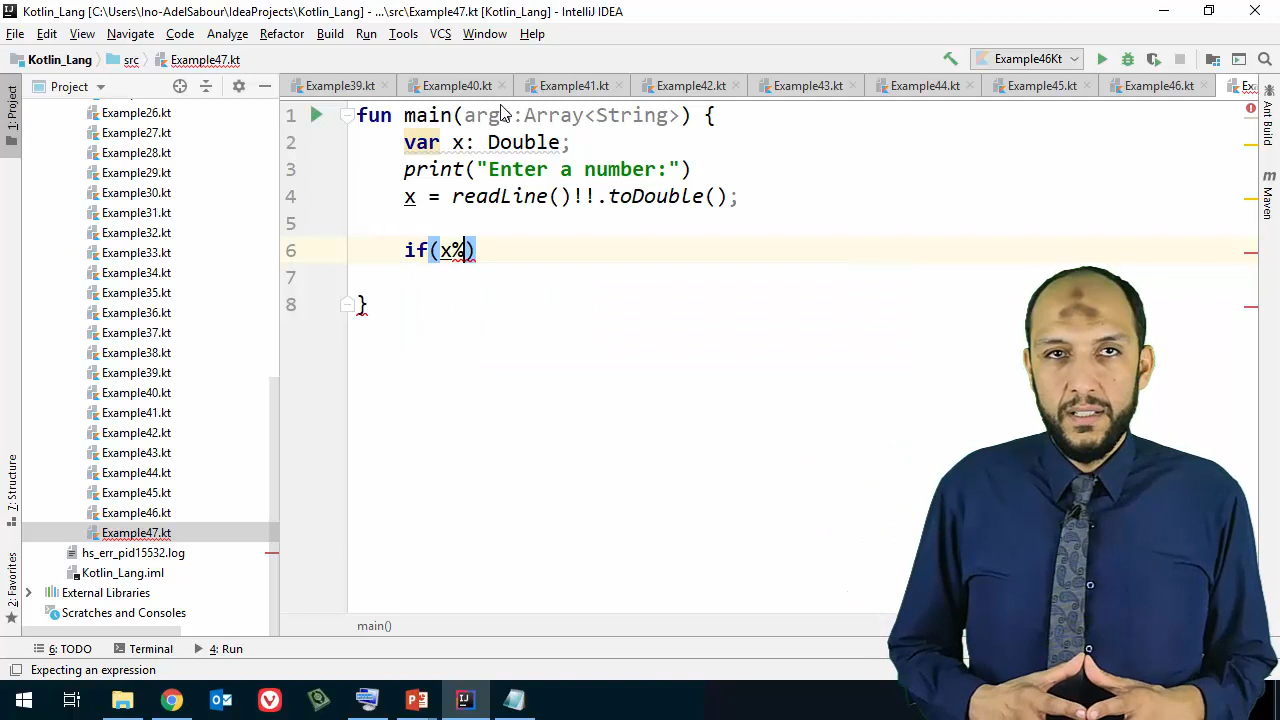 Kotlin_Lang [C:\Users\Ino-AdelSabour\IdeaProjects\Kotlin_Lang] - ...\src\Example47.kt [Kotlin_Lang] - IntelliJ IDEA
File Edit View Navigate Code Analyze Refactor Build Run Tools VCS Window Help
Kotlin_Lang src Example47.kt Example46Kt
Project Example39.kt Example40.kt Example41.kt Example42.kt Example43.kt Example44.kt Example45.kt Example46.kt Exa
1: Project
7: Structure
2: Favorites
Ant Build
m Maven
Example26.kt
Example27.kt
Example28.kt
Example29.kt
Example30.kt
Example31.kt
Example32.kt
Example33.kt
Example34.kt
Example35.kt
Example36.kt
Example37.kt
Example38.kt
Example39.kt
Example40.kt
Example41.kt
Example42.kt
Example43.kt
Example44.kt
Example45.kt
Example46.kt
Example47.kt
hs_err_pid15532.log
Kotlin_Lang.iml
External Libraries
Scratches and Consoles
1 fun main(arg :Array<String>) {
2 var x: Double;
3 print("Enter a number:")
4 x = readLine()!!.toDouble();
5
6 if(x%)
7
8 }
main()
6: TODO Terminal 4: Run
Expecting an expression